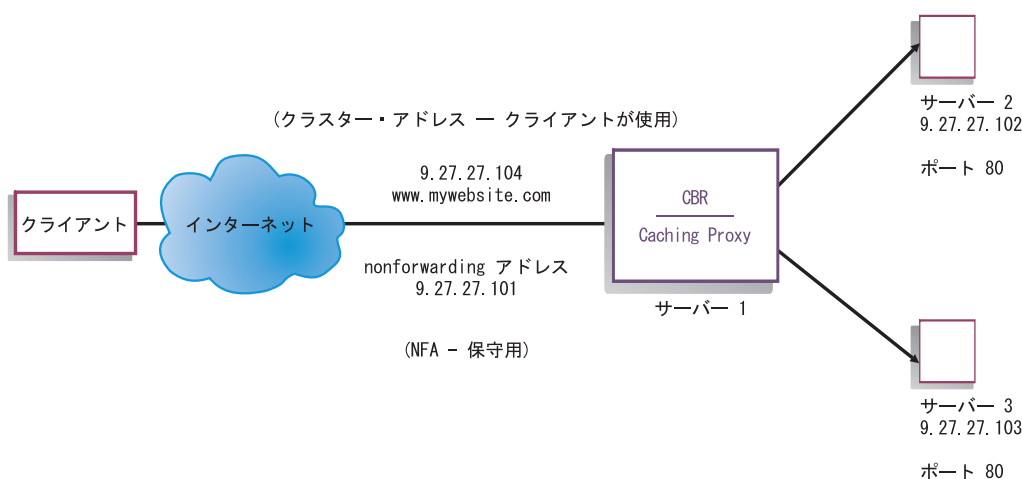 (クラスター・アドレス ー クライアントが使用)
9.27.27.104
www.mywebsite.com
クライアント
インターネット
nonforwarding アドレス
9.27.27.101
(NFA - 保守用)
CBR
Caching Proxy
サーバー 1
サーバー 2
9.27.27.102
ポート 80
サーバー 3
9.27.27.103
ポート 80